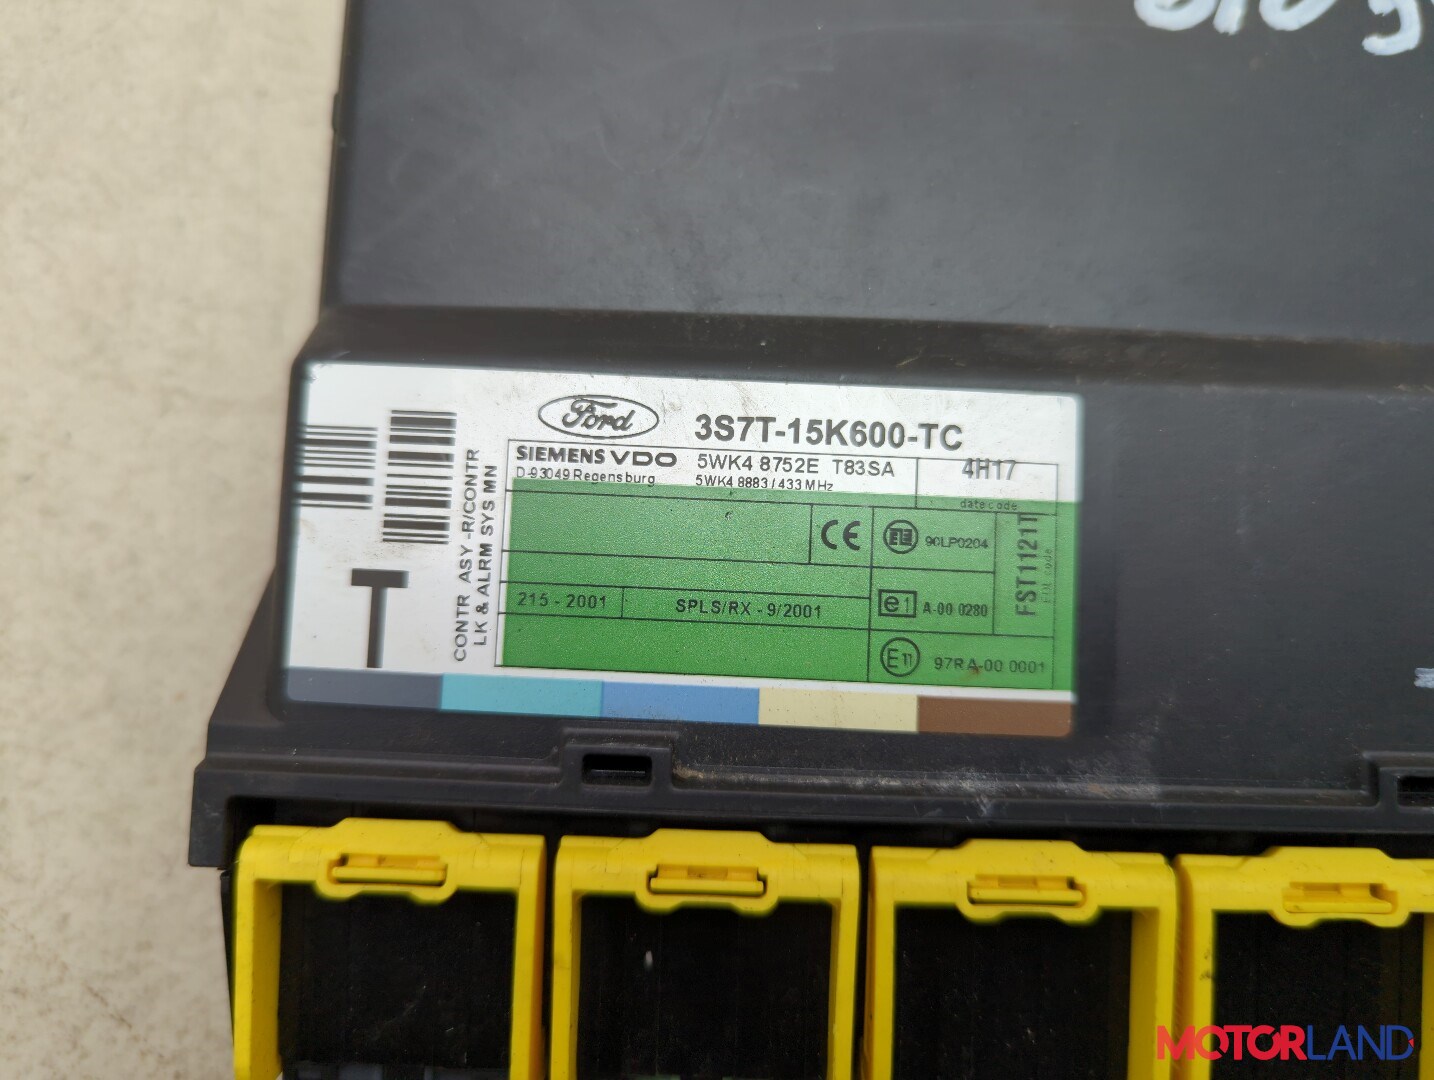 Ford
3S7T-15K600-TC
SIEMENS VDO
5WK4 8752E T83SA
4H17
D-93049 Regensburg
5WK4 8883 / 433 MHz
date code
CONTR ASY -R/CONTR
LK & ALRM SYS MN
T
CE
90LP0204
FST1121T
215 - 2001
SPLS/RX - 9/2001
e1
A-00 0280
E11
97RA-00 0001
MOTORLAND